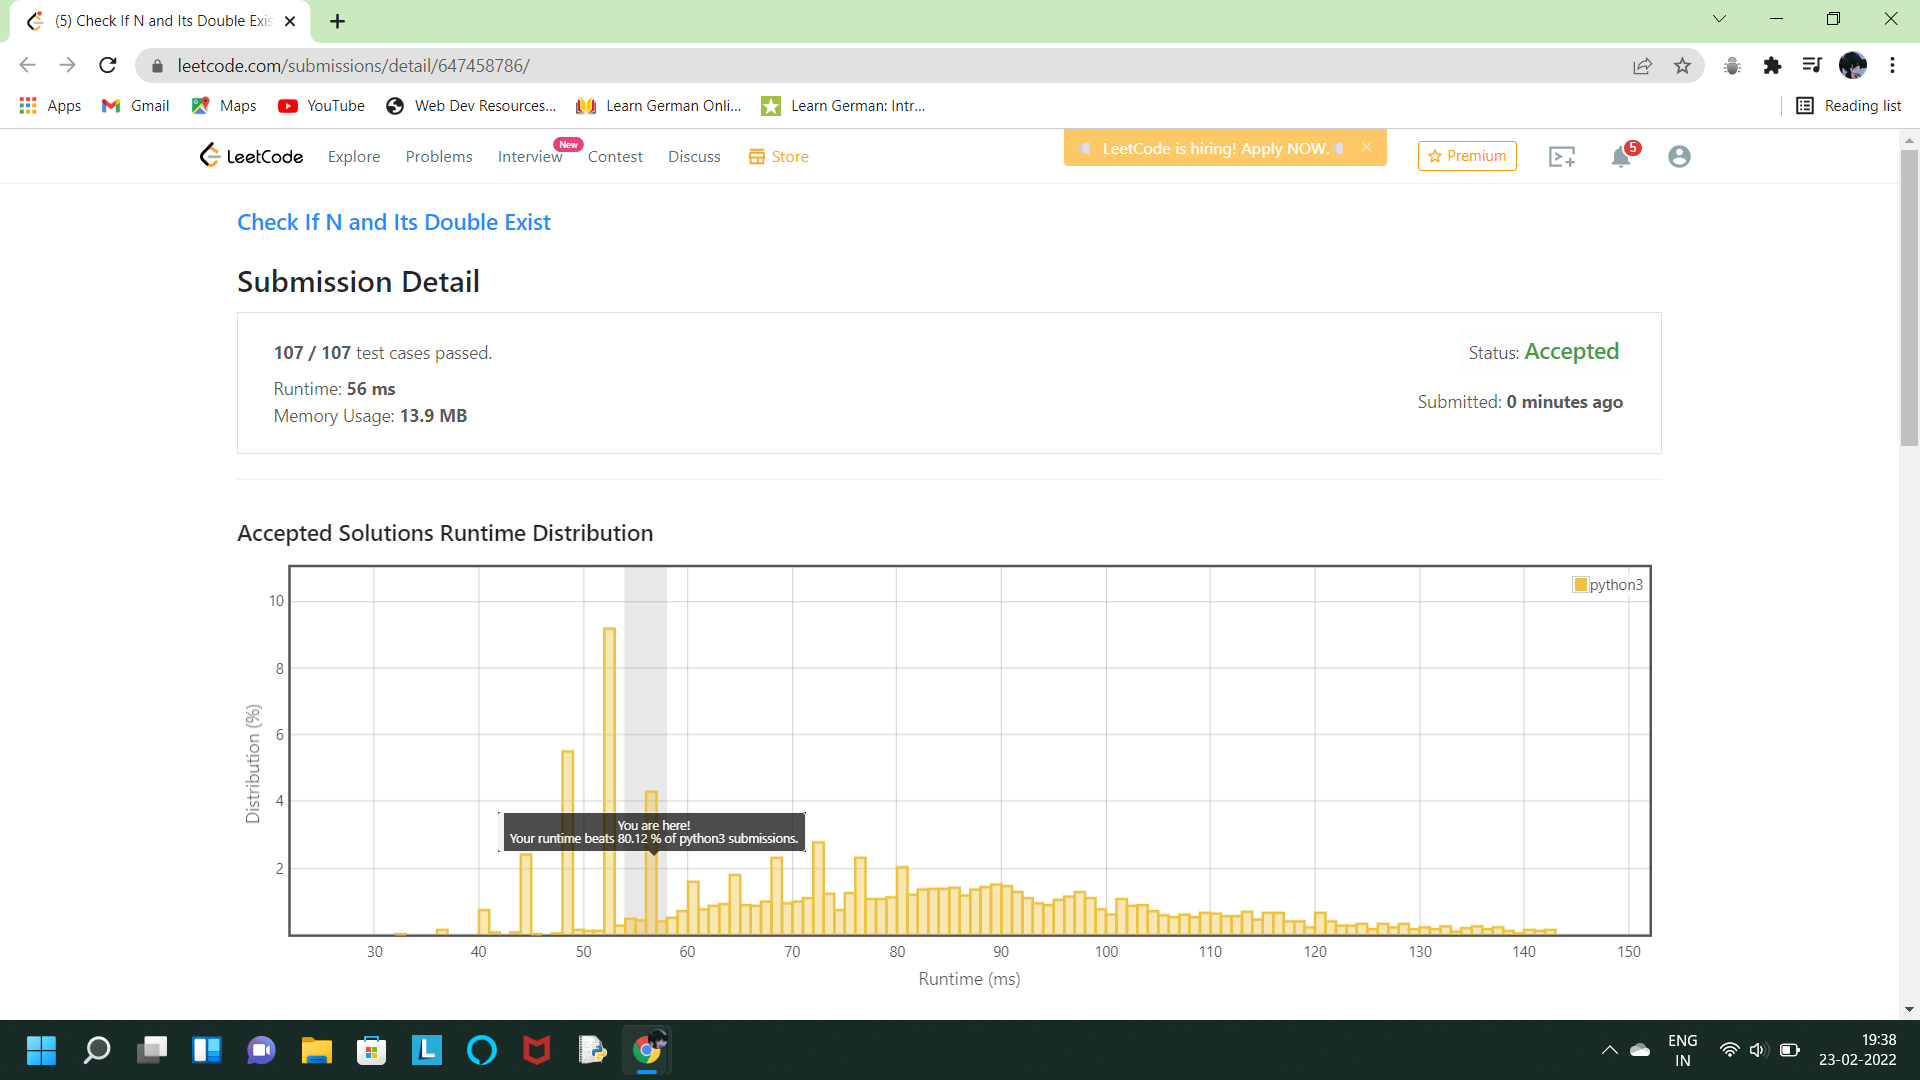 (5) Check If N and Its Double Exis
leetcode.com/submissions/detail/647458786/
Apps Gmail Maps YouTube Web Dev Resources... Learn German Onli... Learn German: Intr... Reading list
LeetCode Explore Problems Interview New Contest Discuss Store LeetCode is hiring! Apply NOW. Premium 5
Check If N and Its Double Exist
Submission Detail
107 / 107 test cases passed. Status: Accepted
Runtime: 56 ms
Memory Usage: 13.9 MB
Submitted: 0 minutes ago
Accepted Solutions Runtime Distribution
python3
10
8
6
4
2
Distribution (%)
You are here!
Your runtime beats 80.12 % of python3 submissions.
30 40 50 60 70 80 90 100 110 120 130 140 150
Runtime (ms)
ENG
IN
19:38
23-02-2022